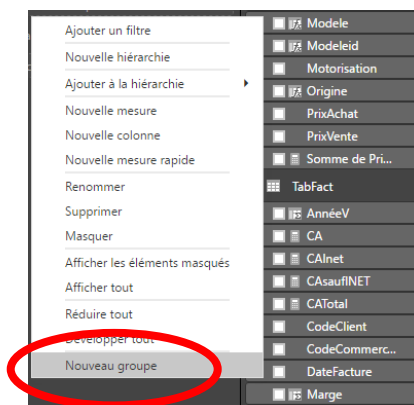 Ajouter un filtre
Nouvelle hiérarchie
Ajouter à la hiérarchie
Nouvelle mesure
Nouvelle colonne
Nouvelle mesure rapide
Renommer
Supprimer
Masquer
Afficher les éléments masqués
Afficher tout
Réduire tout
Développer tout
Nouveau groupe
Modele
Modeleid
Motorisation
Origine
PrixAchat
PrixVente
Somme de Pri...
TabFact
AnnéeV
CA
CAInet
CAsaufINET
CATotal
CodeClient
CodeCommerc...
DateFacture
Marge